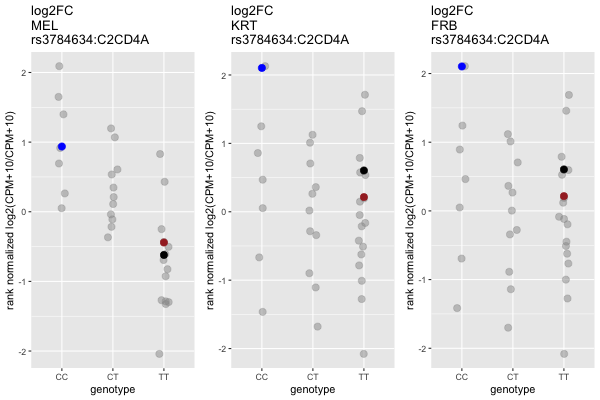 log2FC
MEL
rs3784634:C2CD4A
rank normalized log2(CPM+10/CPM+10)
2
1
0
-1
-2
CC
CT
TT
genotype
log2FC
KRT
rs3784634:C2CD4A
rank normalized log2(CPM+10/CPM+10)
2
1
0
-1
-2
CC
CT
TT
genotype
log2FC
FRB
rs3784634:C2CD4A
rank normalized log2(CPM+10/CPM+10)
2
1
0
-1
-2
CC
CT
TT
genotype